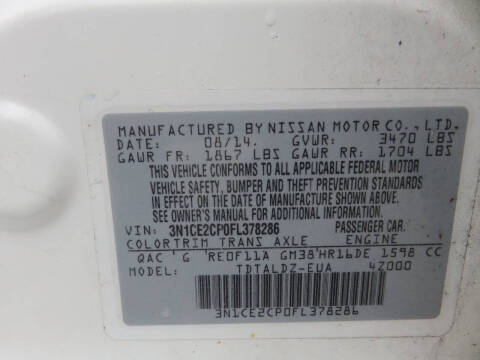 MANUFACTURED BY NISSAN MOTOR CO., LTD.
DATE: 08/14. GVWR: 3470 LBS
GAWR FR: 1867 LBS GAWR RR: 1704 LBS
THIS VEHICLE CONFORMS TO ALL APPLICABLE FEDERAL MOTOR
VEHICLE SAFETY, BUMPER AND THEFT PREVENTION STANDARDS
IN EFFECT ON THE DATE OF MANUFACTURE SHOWN ABOVE.
SEE OWNER'S MANUAL FOR ADDITIONAL INFORMATION.
VIN: 3N1CE2CP0FL378286 PASSENGER CAR.
COLOR TRIM TRANS AXLE ENGINE
QAC G RE0F11A GM38 HR16DE 1598 CC
MODEL: TDTALDZ-EUA 4Z000
3N1CE2CP0FL378286